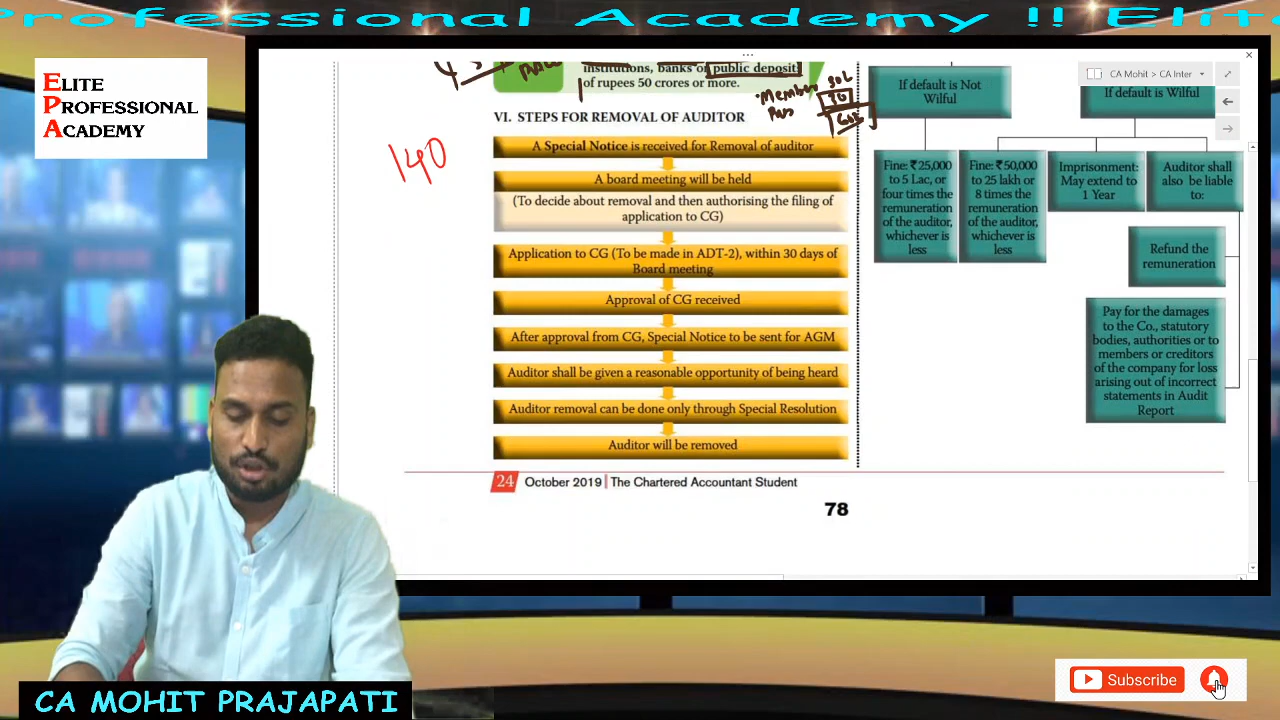 Professional Academy !! Elite
ELITE
PROFESSIONAL
ACADEMY
E P A
institutions, banks or public deposits
of rupees 50 crores or more.
Member
50L
140
VI. STEPS FOR REMOVAL OF AUDITOR
A Special Notice is received for Removal of auditor
A board meeting will be held
(To decide about removal and then authorising the filing of
application to CG)
Application to CG (To be made in ADT-2), within 30 days of
Board meeting
Approval of CG received
After approval from CG, Special Notice to be sent for AGM
Auditor shall be given a reasonable opportunity of being heard
Auditor removal can be done only through Special Resolution
Auditor will be removed
24 October 2019 | The Chartered Accountant Student
78
CA Mohit > CA Inter
If default is Not
Wilful
If default is Wilful
Fine: ₹ 25,000
to 5 Lac, or
four times the
remuneration
of the auditor,
whichever is
less
Fine: ₹ 50,000
to 25 lakh or
8 times the
remuneration
of the auditor,
whichever is
less
Imprisonment:
May extend to
1 Year
Auditor shall
also be liable
to:
Refund the
remuneration
Pay for the damages
to the Co., statutory
bodies, authorities or to
members or creditors
of the company for loss
arising out of incorrect
statements in Audit
Report
CA MOHIT PRAJAPATI
Subscribe